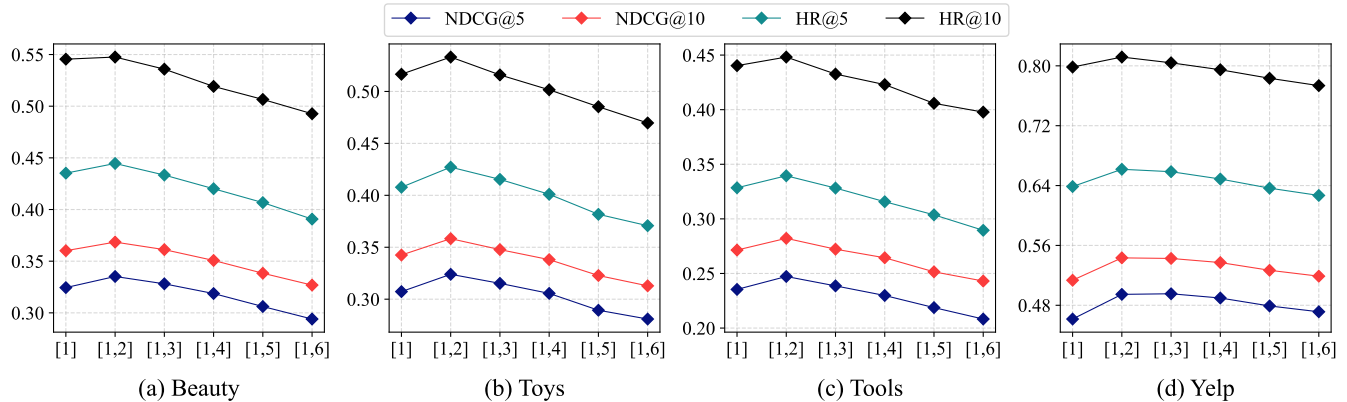 NDCG@5 NDCG@10 HR@5 HR@10
0.55
0.50
0.45
0.40
0.35
0.30
[1] [1,2] [1,3] [1,4] [1,5] [1,6]
(a) Beauty
0.50
0.45
0.40
0.35
0.30
[1] [1,2] [1,3] [1,4] [1,5] [1,6]
(b) Toys
0.45
0.40
0.35
0.30
0.25
0.20
[1] [1,2] [1,3] [1,4] [1,5] [1,6]
(c) Tools
0.80
0.72
0.64
0.56
0.48
[1] [1,2] [1,3] [1,4] [1,5] [1,6]
(d) Yelp